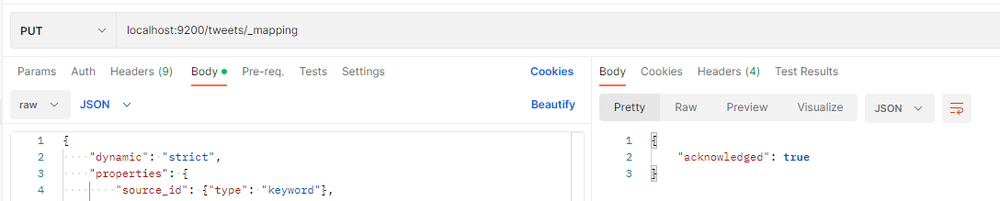 PUT localhost:9200/tweets/_mapping
Params Auth Headers (9) Body Pre-req. Tests Settings Cookies
raw JSON Beautify
1 {
2 "dynamic": "strict",
3 "properties": {
4 "source_id": {"type": "keyword"},
Body Cookies Headers (4) Test Results
Pretty Raw Preview Visualize JSON
1 {
2 "acknowledged": true
3 }